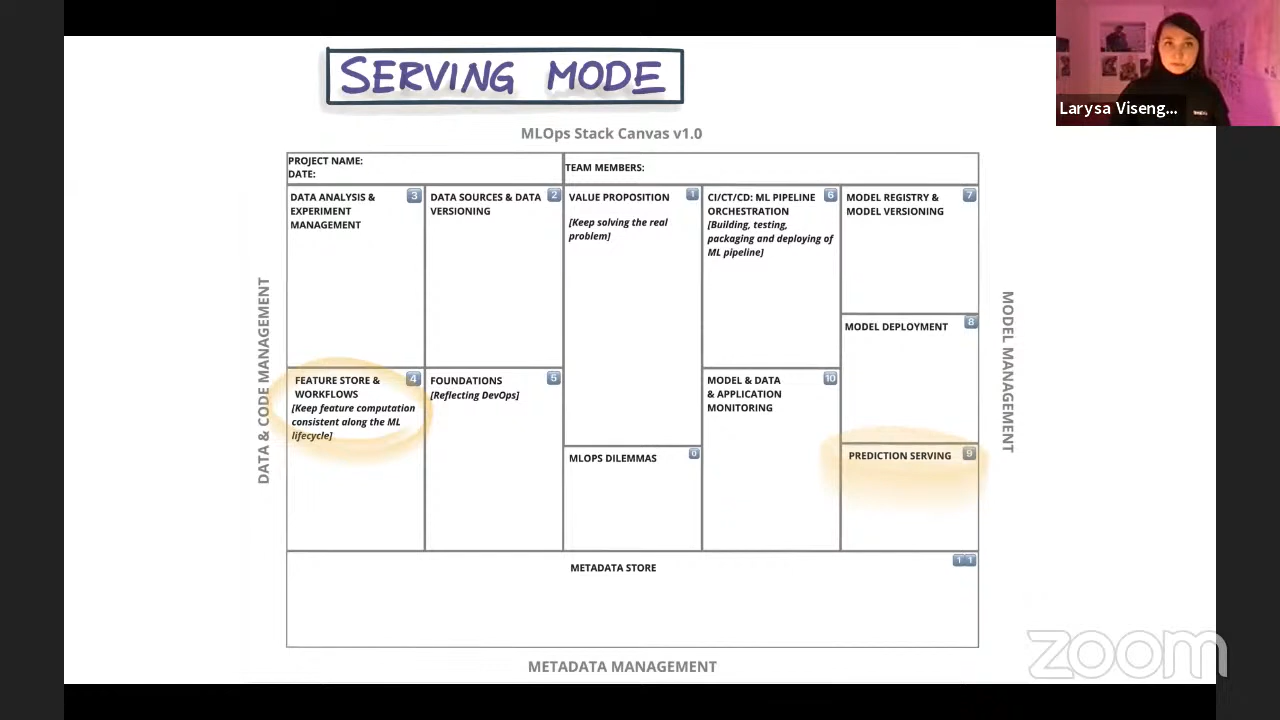 SERVING MODE
Larysa Viseng...
MLOps Stack Canvas v1.0
PROJECT NAME:
DATE:
TEAM MEMBERS:
DATA ANALYSIS &
EXPERIMENT
MANAGEMENT
3
DATA SOURCES & DATA
VERSIONING
2
VALUE PROPOSITION
1
[Keep solving the real
problem]
CI/CT/CD: ML PIPELINE
ORCHESTRATION
6
[Building, testing,
packaging and deploying of
ML pipeline]
MODEL REGISTRY &
MODEL VERSIONING
7
MODEL DEPLOYMENT
8
FEATURE STORE &
WORKFLOWS
4
[Keep feature computation
consistent along the ML
lifecycle]
FOUNDATIONS
5
[Reflecting DevOps]
MLOPS DILEMMAS
0
MODEL & DATA
& APPLICATION
MONITORING
10
PREDICTION SERVING
9
METADATA STORE
11
DATA & CODE MANAGEMENT
MODEL MANAGEMENT
METADATA MANAGEMENT
zoom